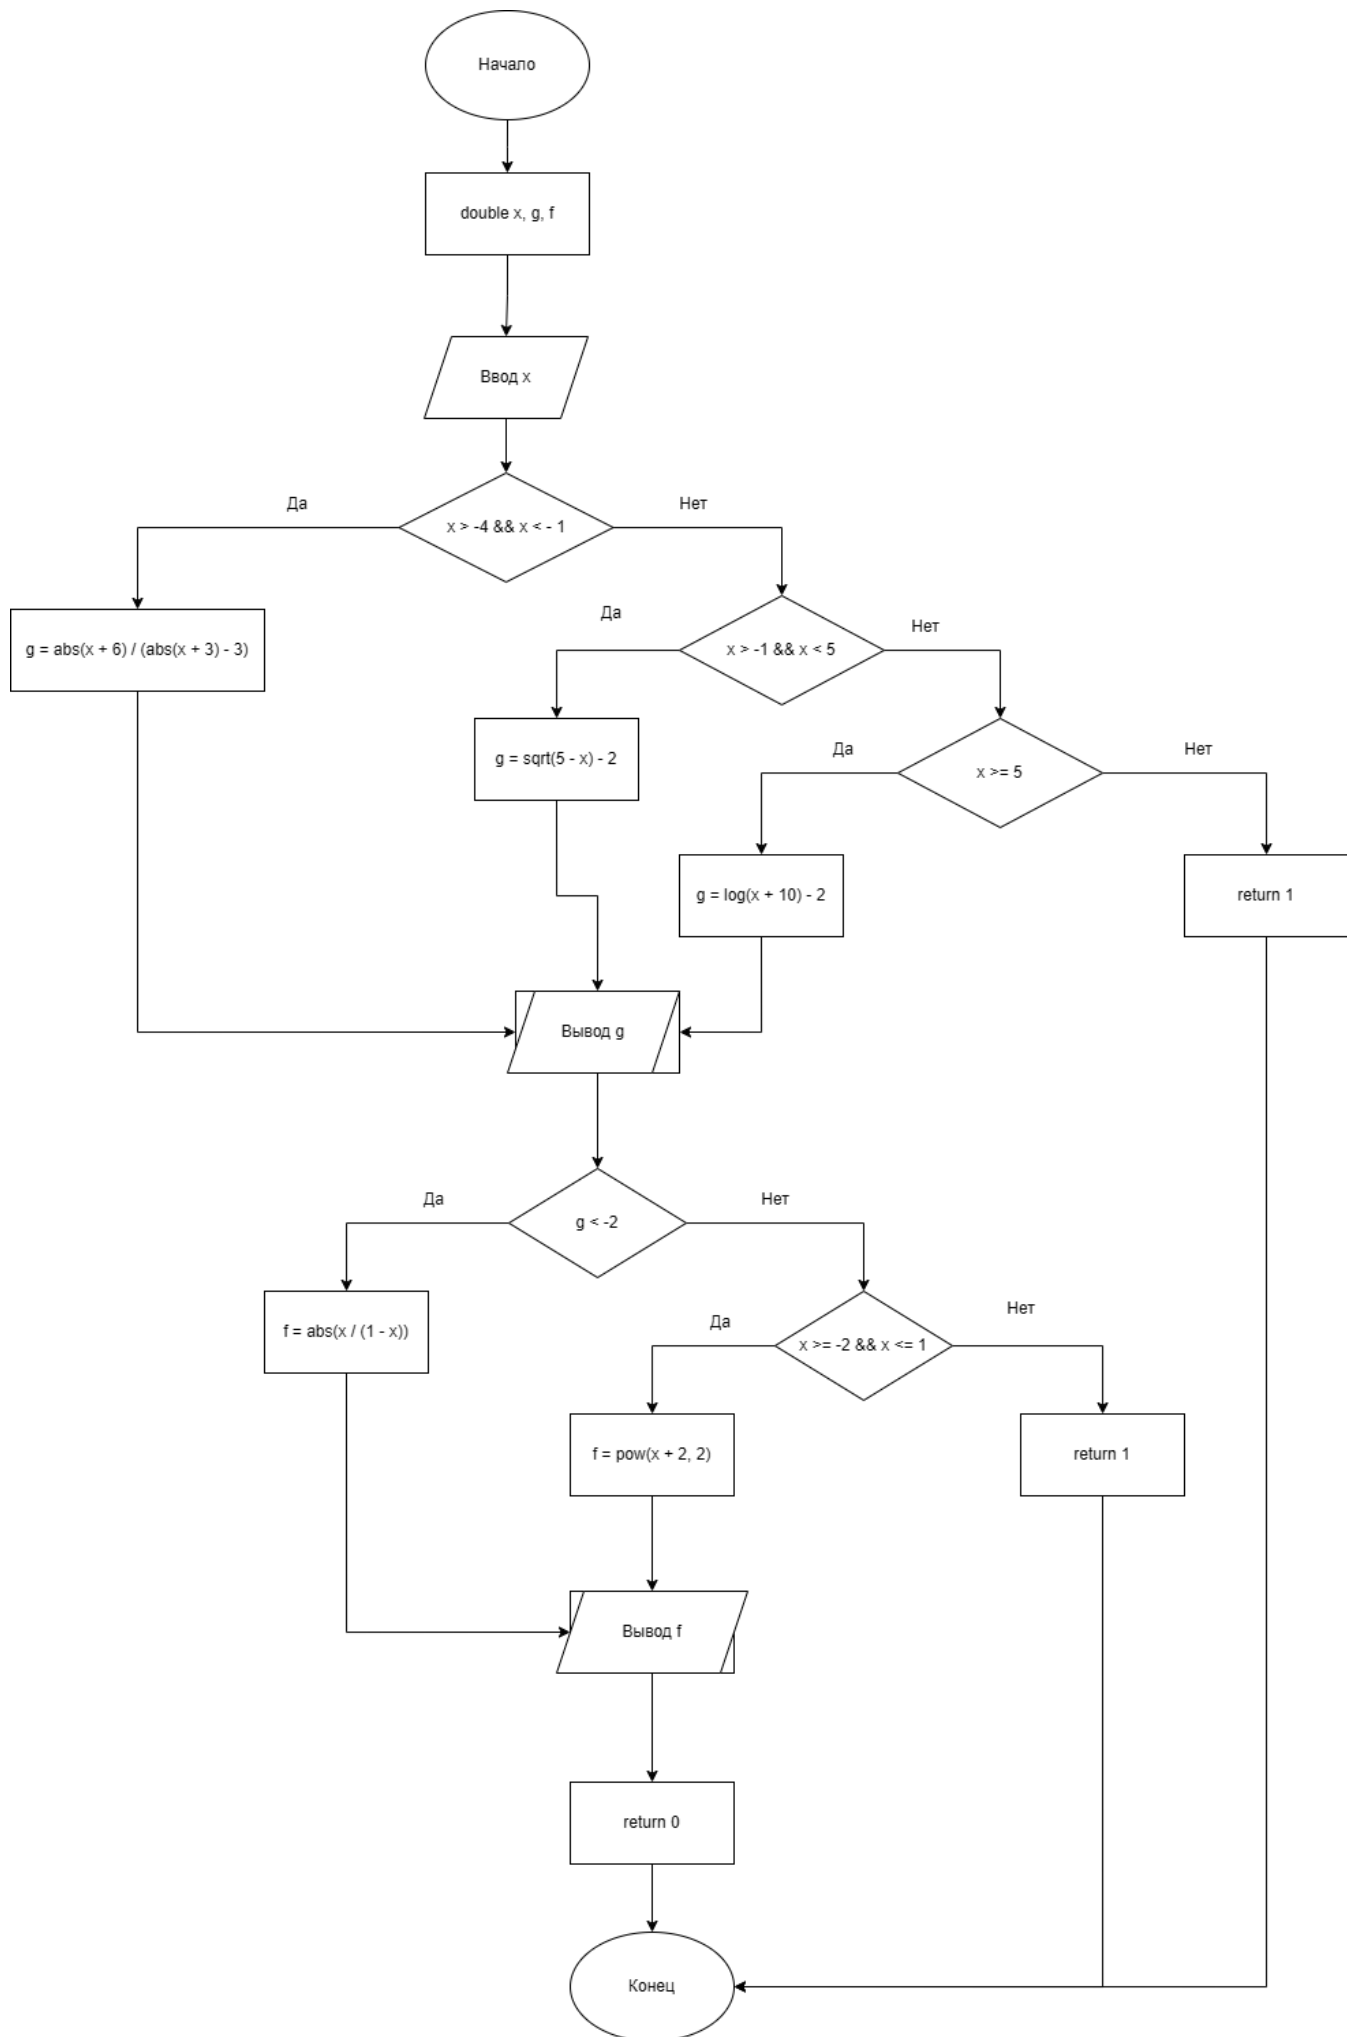 Начало
double x, g, f
Ввод x
Да
Нет
x > -4 && x < - 1
Да
Нет
g = abs(x + 6) / (abs(x + 3) - 3)
x > -1 && x < 5
Да
Нет
g = sqrt(5 - x) - 2
x >= 5
g = log(x + 10) - 2
return 1
Вывод g
Да
Нет
g < -2
Да
Нет
f = abs(x / (1 - x))
x >= -2 && x <= 1
f = pow(x + 2, 2)
return 1
Вывод f
return 0
Конец